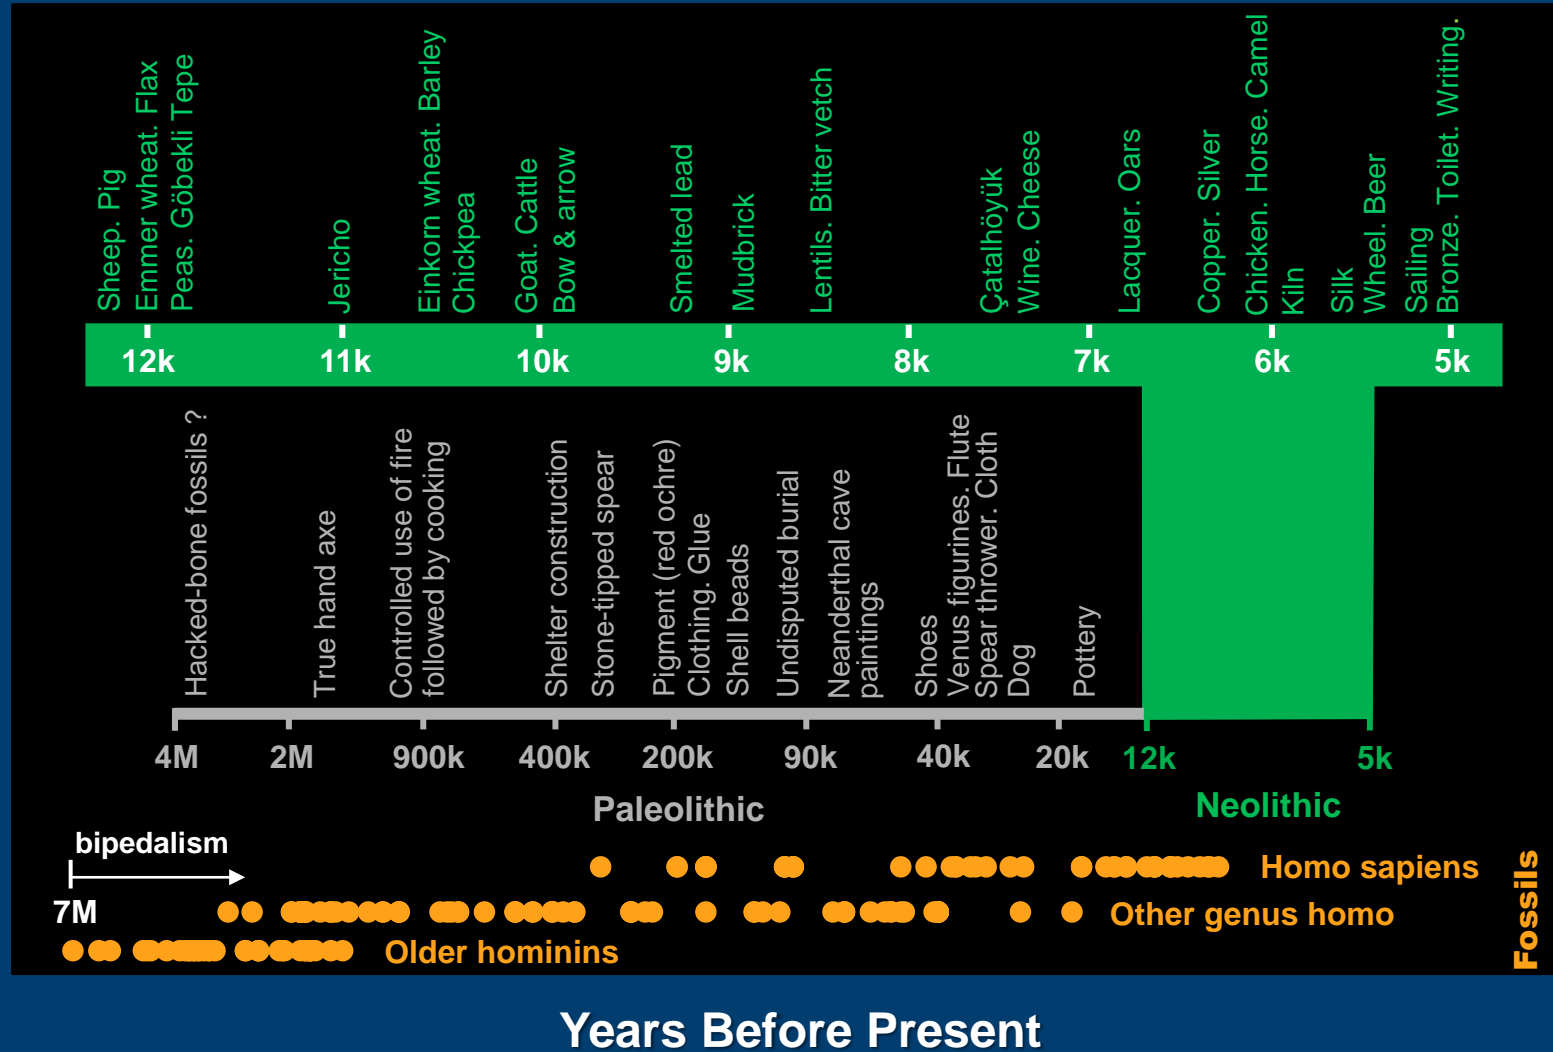 Sheep. Pig
Emmer wheat. Flax
Peas. Göbekli Tepe
Jericho
Einkorn wheat. Barley
Chickpea
Goat. Cattle
Bow & arrow
Smelted lead
Mudbrick
Lentils. Bitter vetch
Çatalhöyük
Wine. Cheese
Lacquer. Oars
Copper. Silver
Chicken. Horse. Camel
Kiln
Silk
Wheel. Beer
Sailing
Bronze. Toilet. Writing.
12k 11k 10k 9k 8k 7k 6k 5k
Hacked-bone fossils ?
True hand axe
Controlled use of fire
followed by cooking
Shelter construction
Stone-tipped spear
Pigment (red ochre)
Clothing. Glue
Shell beads
Undisputed burial
Neanderthal cave
paintings
Shoes
Venus figurines. Flute
Spear thrower. Cloth
Dog
Pottery
4M 2M 900k 400k 200k 90k 40k 20k 12k 5k
Paleolithic Neolithic
bipedalism
7M
Homo sapiens
Other genus homo
Older hominins
Fossils
Years Before Present